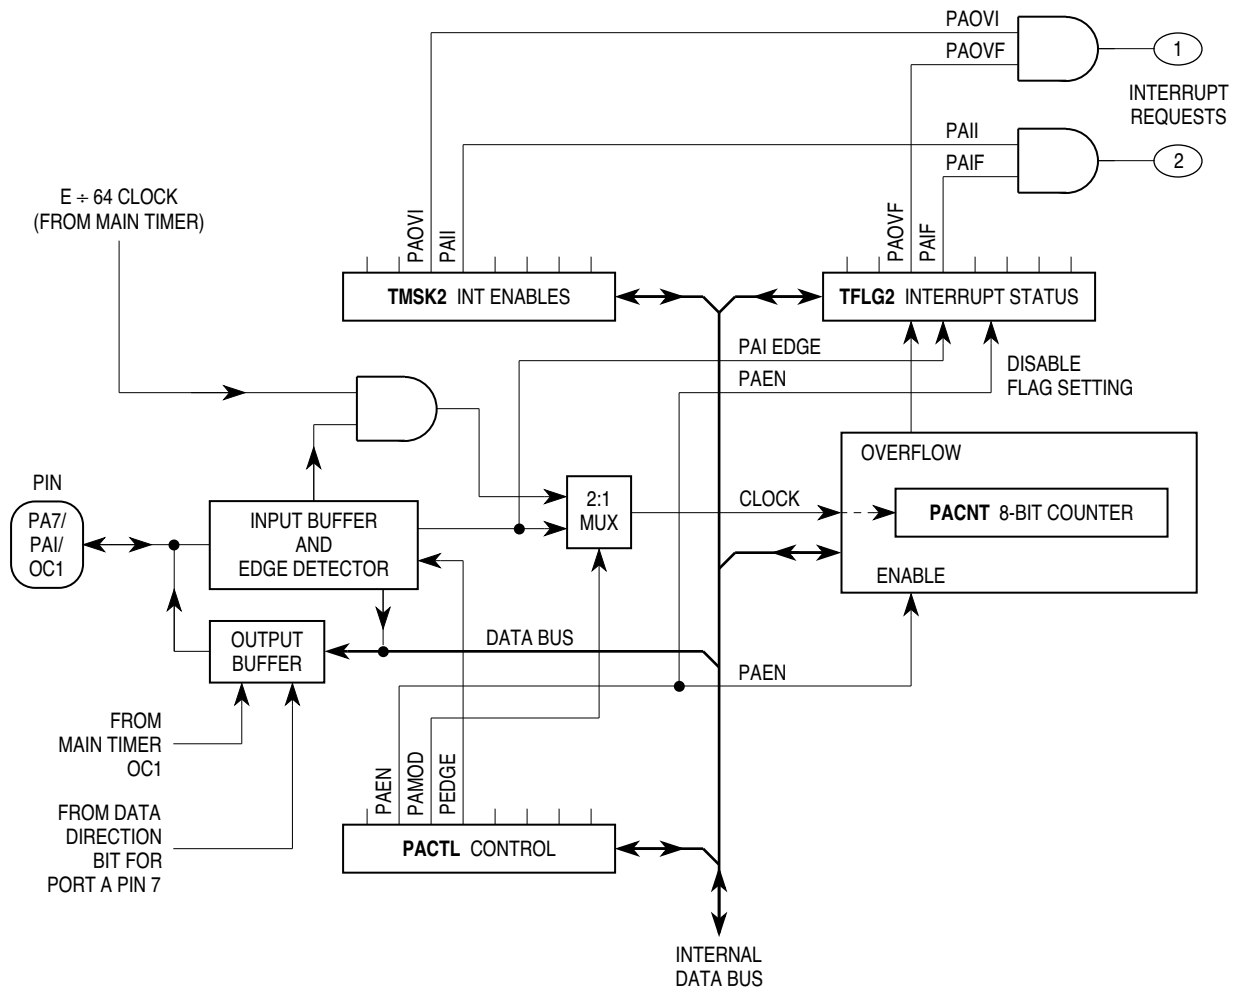 PAOVI
1
PAOVF
INTERRUPT
REQUESTS
PAII
PAIF
2
E ÷ 64 CLOCK
(FROM MAIN TIMER)
PAOVI
PAII
PAOVF
PAIF
TMSK2 INT ENABLES
TFLG2 INTERRUPT STATUS
PAI EDGE
PAEN
DISABLE
FLAG SETTING
OVERFLOW
PIN
PA7/
PAI/
OC1
INPUT BUFFER
AND
EDGE DETECTOR
2:1
MUX
CLOCK
PACNT 8-BIT COUNTER
ENABLE
OUTPUT
BUFFER
DATA BUS
PAEN
FROM
MAIN TIMER
OC1
PAEN
PAMOD
PEDGE
FROM DATA
DIRECTION
BIT FOR
PORT A PIN 7
PACTL CONTROL
INTERNAL
DATA BUS